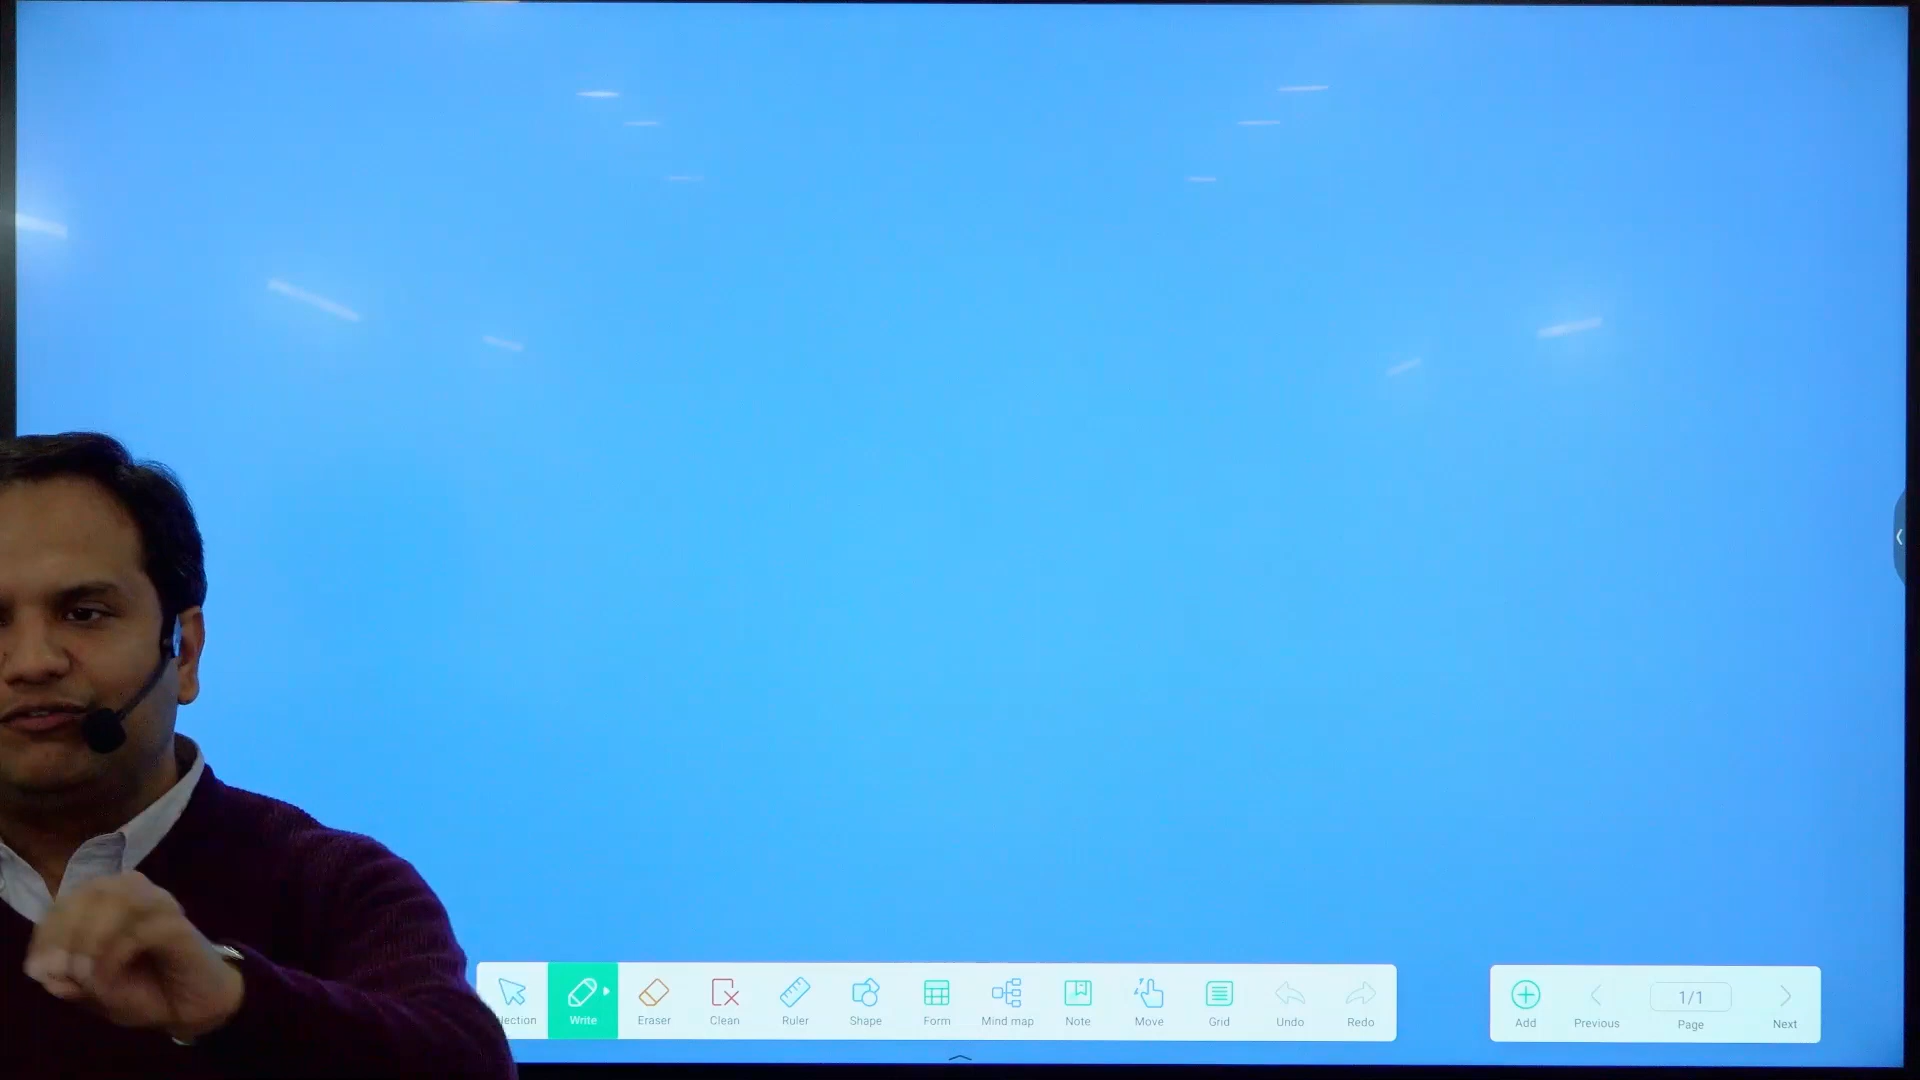 Write
Eraser
Clean
Ruler
Shape
Form
Mind map
Note
Move
Grid
Undo
Redo
Add
Previous
1/1
Page
Next